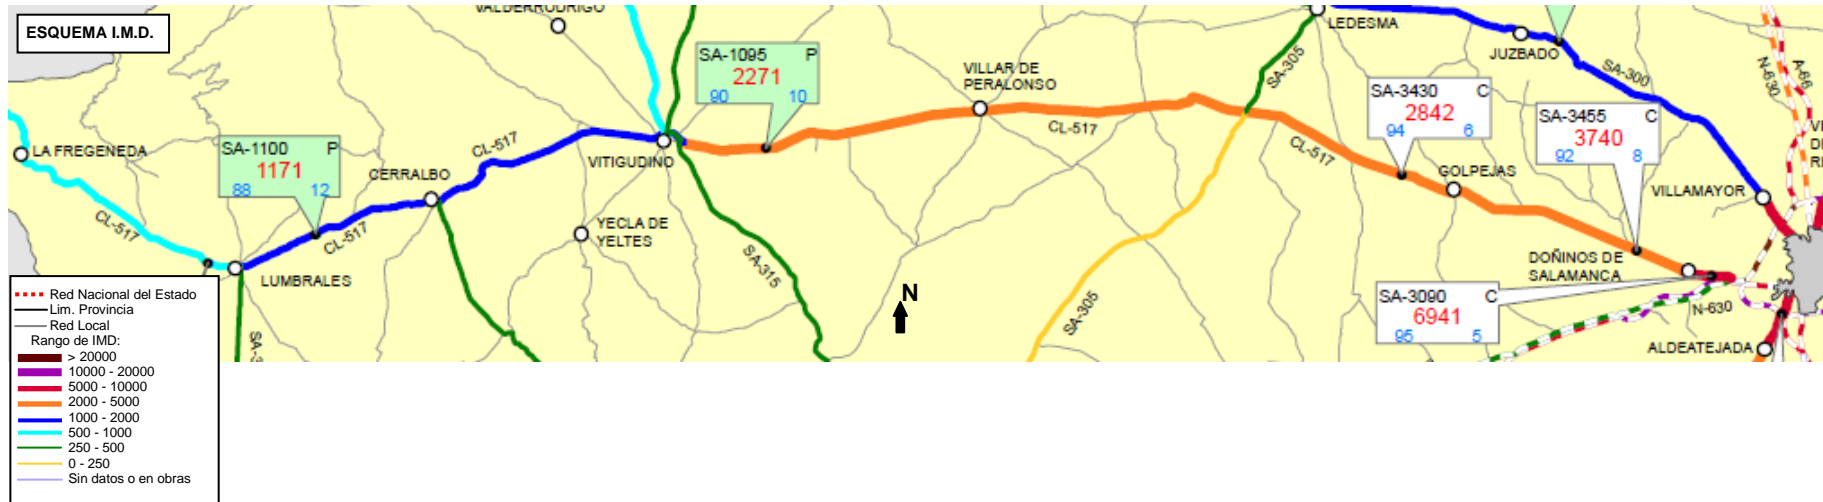 ESQUEMA I.M.D.
VALDERRODRIGO
LEDESMA
JUZBADO
SA-300
N-630
A-66
SA-1095 P
2271
90 10
VILLAR DE
PERALONSO
SA-305
SA-3430 C
2842
94 6
SA-3455 C
3740
92 8
LA FREGENEDA
SA-1100 P
1171
88 12
CL-517
CERRALBO
VITIGUDINO
CL-517
CL-517
GOLPEJAS
VILLAMAYOR
CL-517
CL-517
YECLA DE
YELTES
SA-315
LUMBRALES
DOÑINOS DE
SALAMANCA
N
SA-305
SA-3090 C
6941
95 5
N-630
ALDEATEJADA
Red Nacional del Estado
Lim. Provincia
Red Local
Rango de IMD:
> 20000
10000 - 20000
5000 - 10000
2000 - 5000
1000 - 2000
500 - 1000
250 - 500
0 - 250
Sin datos o en obras